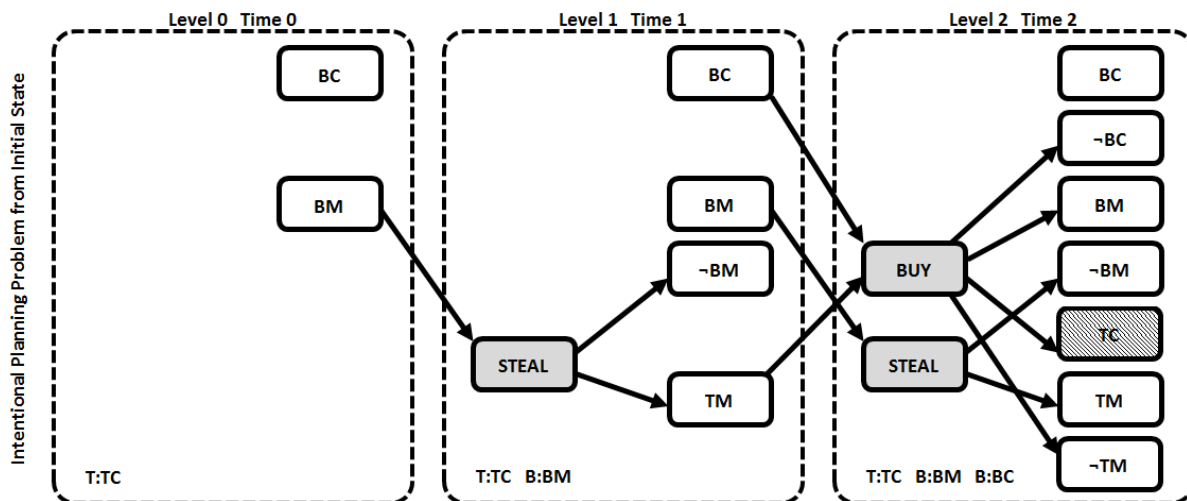 Level 0 Time 0
Level 1 Time 1
Level 2 Time 2
Intentional Planning Problem from Initial State
BC
BM
T:TC
BC
BM
¬BM
STEAL
TM
T:TC B:BM
BC
¬BC
BM
BUY
¬BM
TC
STEAL
TM
¬TM
T:TC B:BM B:BC